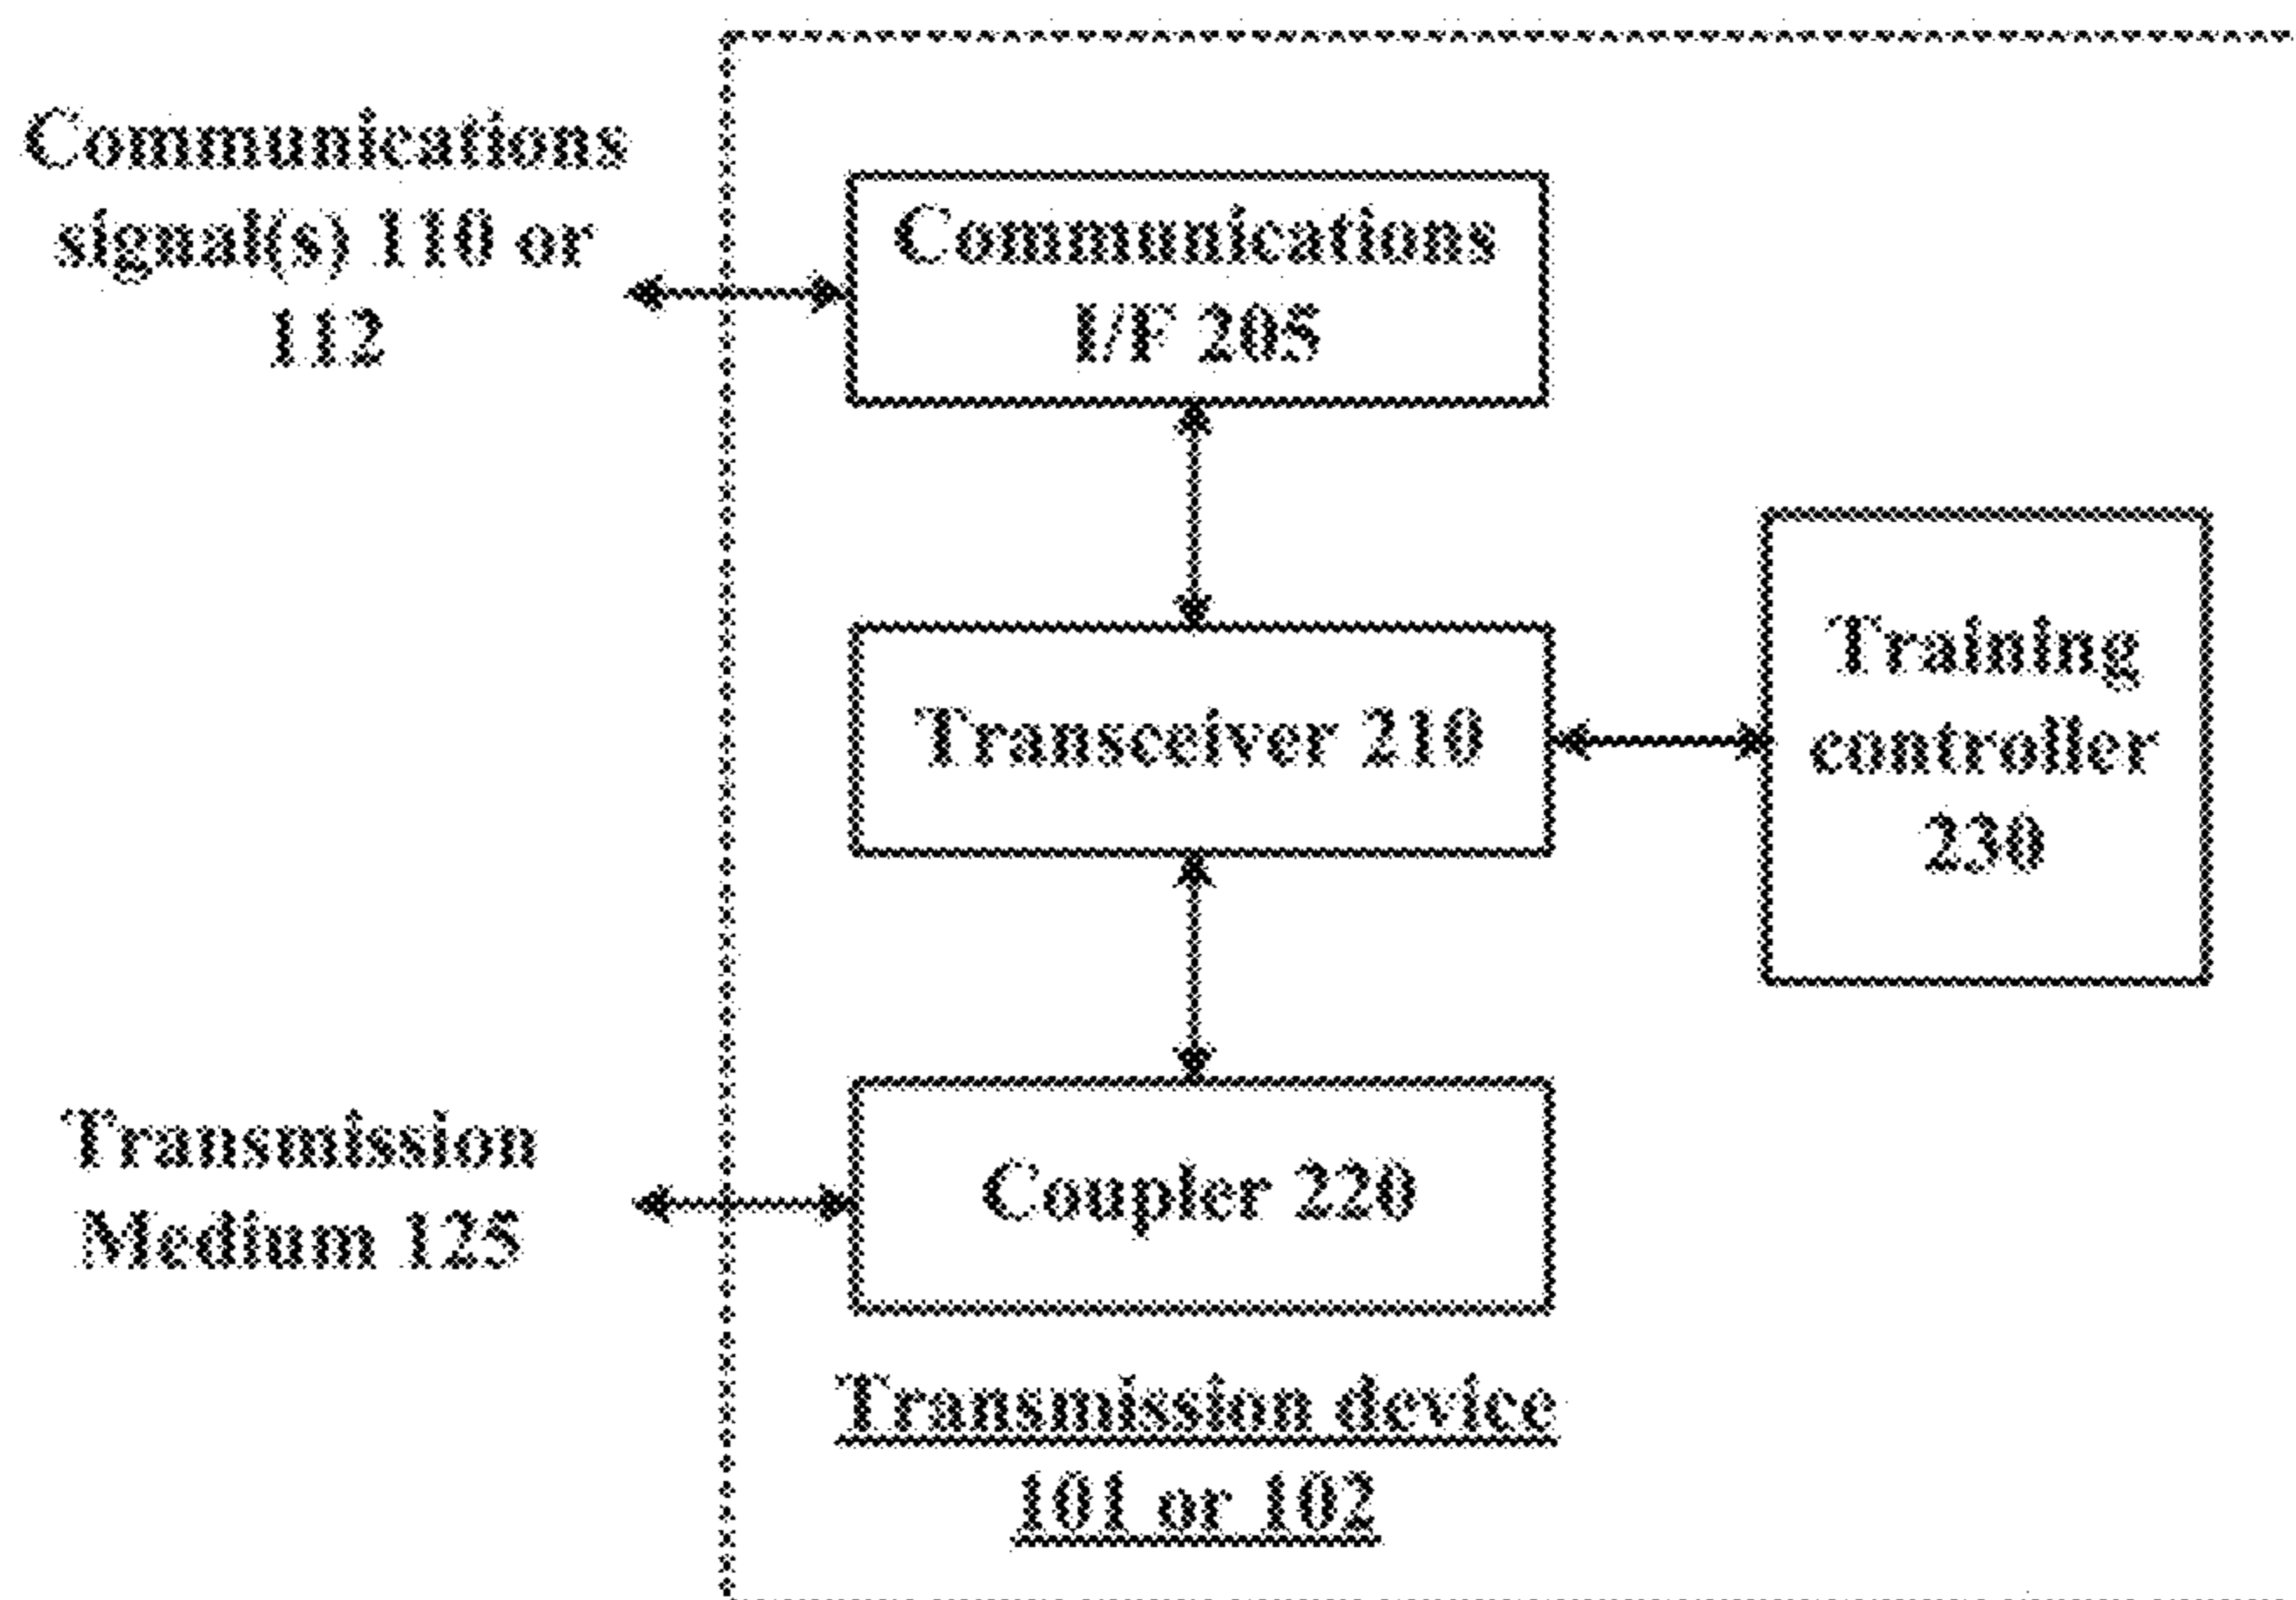 Communications
signal(s) 110 or
112
Communications
I/F 205
Transceiver 210
Training
controller
230
Coupler 220
Transmission
Medium 125
Transmission device
101 or 102